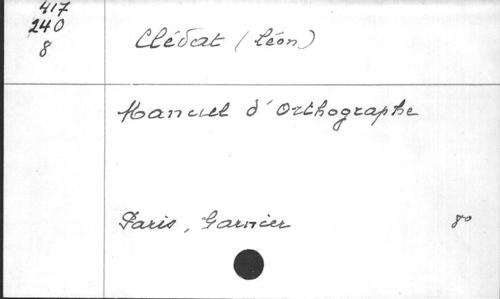 417
240
8
Clédat (Léon)
Manuel d'Orthographe
Paris, Garnier 8°